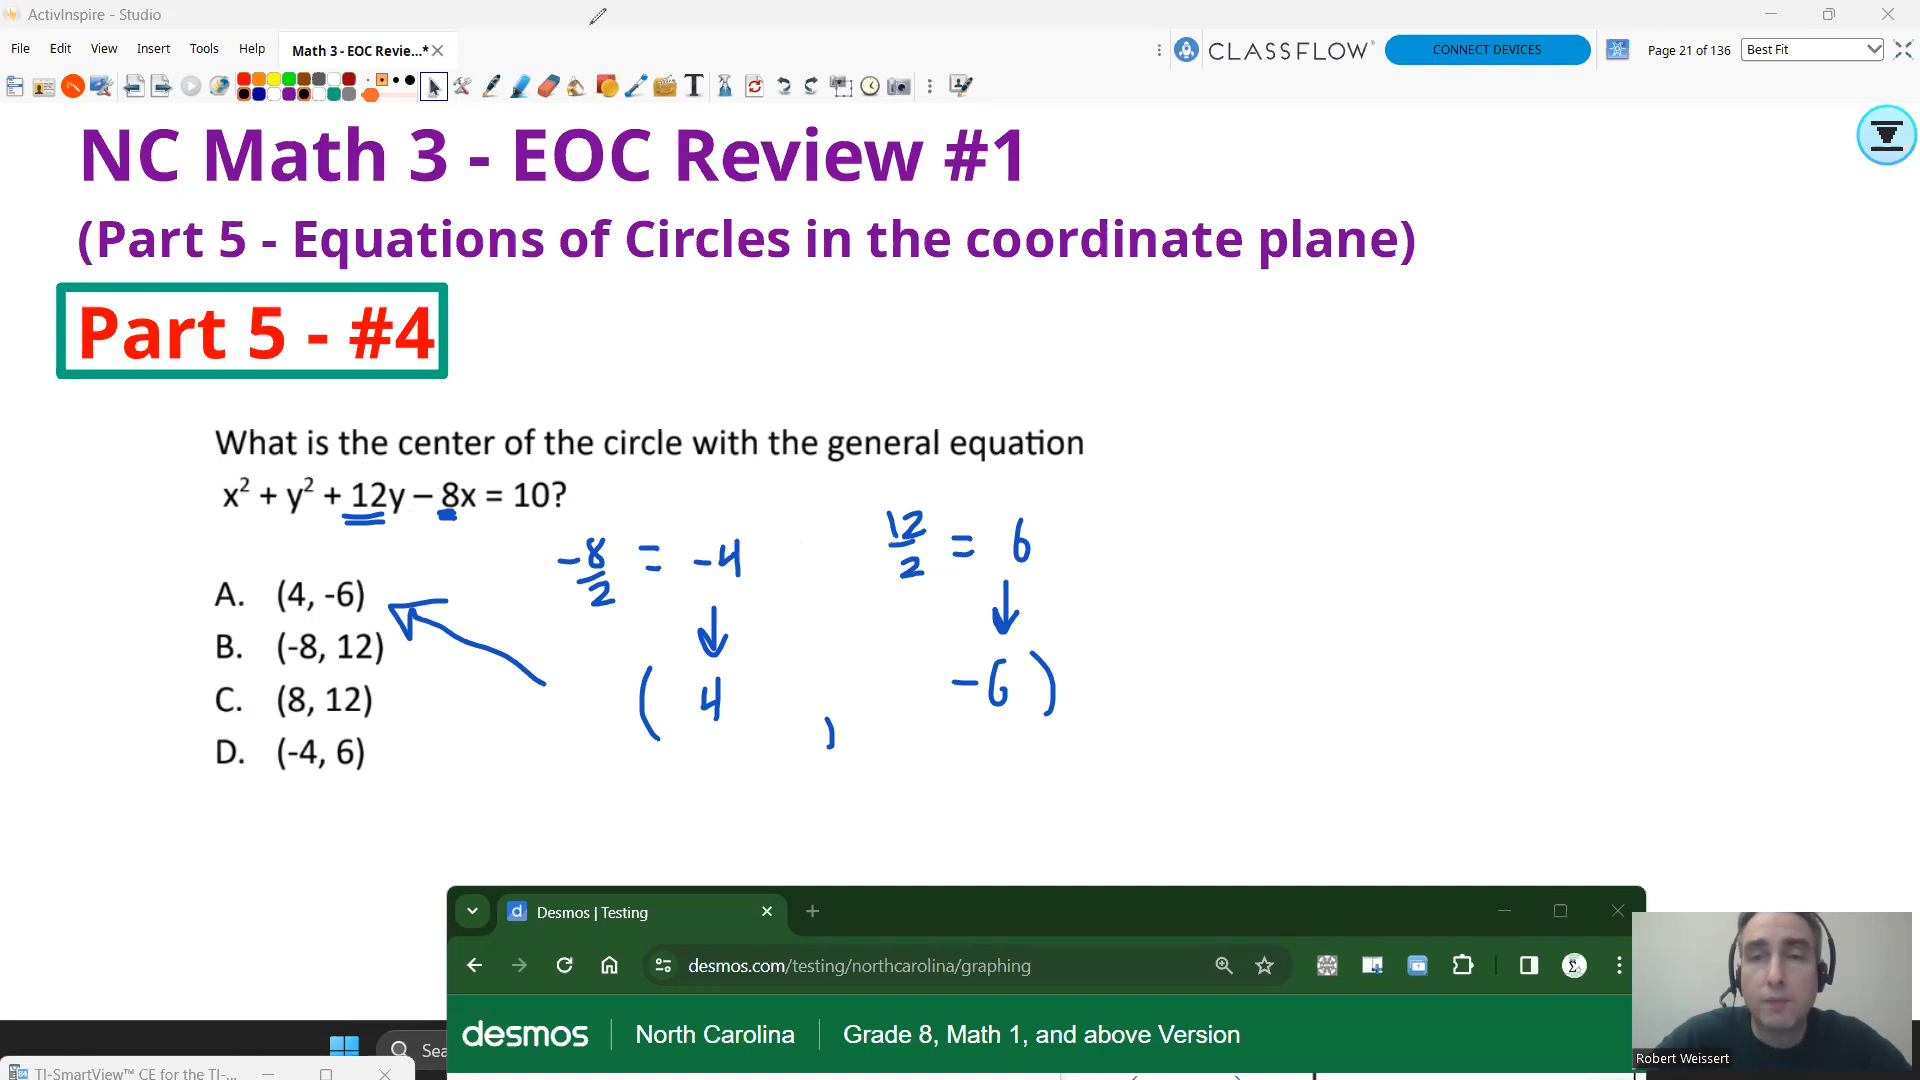 ActivInspire - Studio
File Edit View Insert Tools Help
Math 3 - EOC Revie...*
CLASSFLOW
CONNECT DEVICES
Page 21 of 136
Best Fit
NC Math 3 - EOC Review #1
(Part 5 - Equations of Circles in the coordinate plane)
Part 5 - #4
What is the center of the circle with the general equation
x² + y² + 12y – 8x = 10?
-8/2 = -4
12/2 = 6
A. (4, -6)
B. (-8, 12)
C. (8, 12)
D. (-4, 6)
( 4 , -6 )
Desmos | Testing
desmos.com/testing/northcarolina/graphing
desmos North Carolina Grade 8, Math 1, and above Version
Sea
TI-SmartView™ CE for the TI-...
Robert Weissert